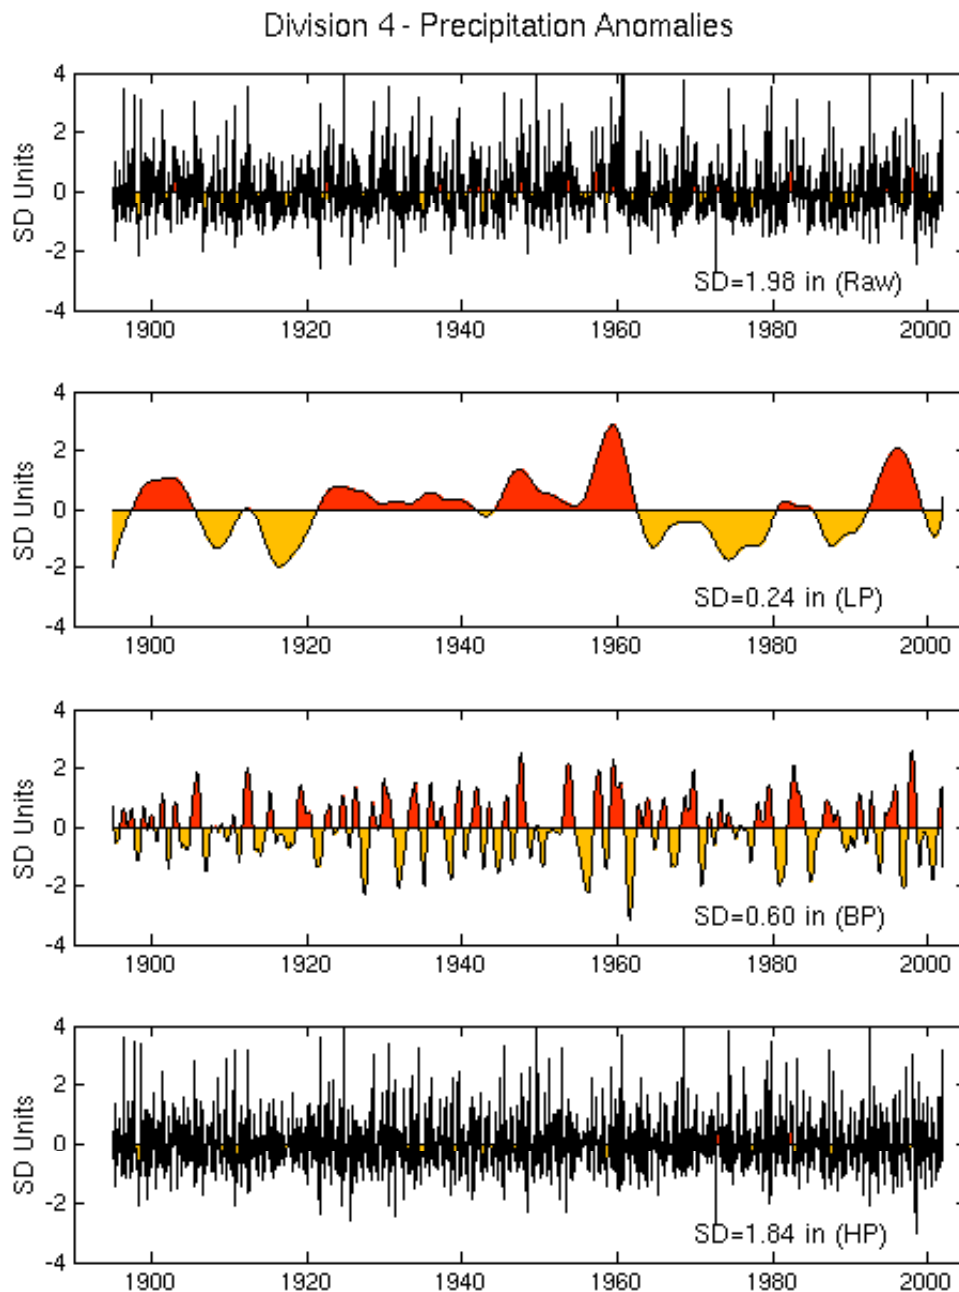 Division 4 - Precipitation Anomalies
4
2
0
-2
-4
SD Units
SD=1.98 in (Raw)
1900 1920 1940 1960 1980 2000
4
2
0
-2
-4
SD Units
SD=0.24 in (LP)
1900 1920 1940 1960 1980 2000
4
2
0
-2
-4
SD Units
SD=0.60 in (BP)
1900 1920 1940 1960 1980 2000
4
2
0
-2
-4
SD Units
SD=1.84 in (HP)
1900 1920 1940 1960 1980 2000